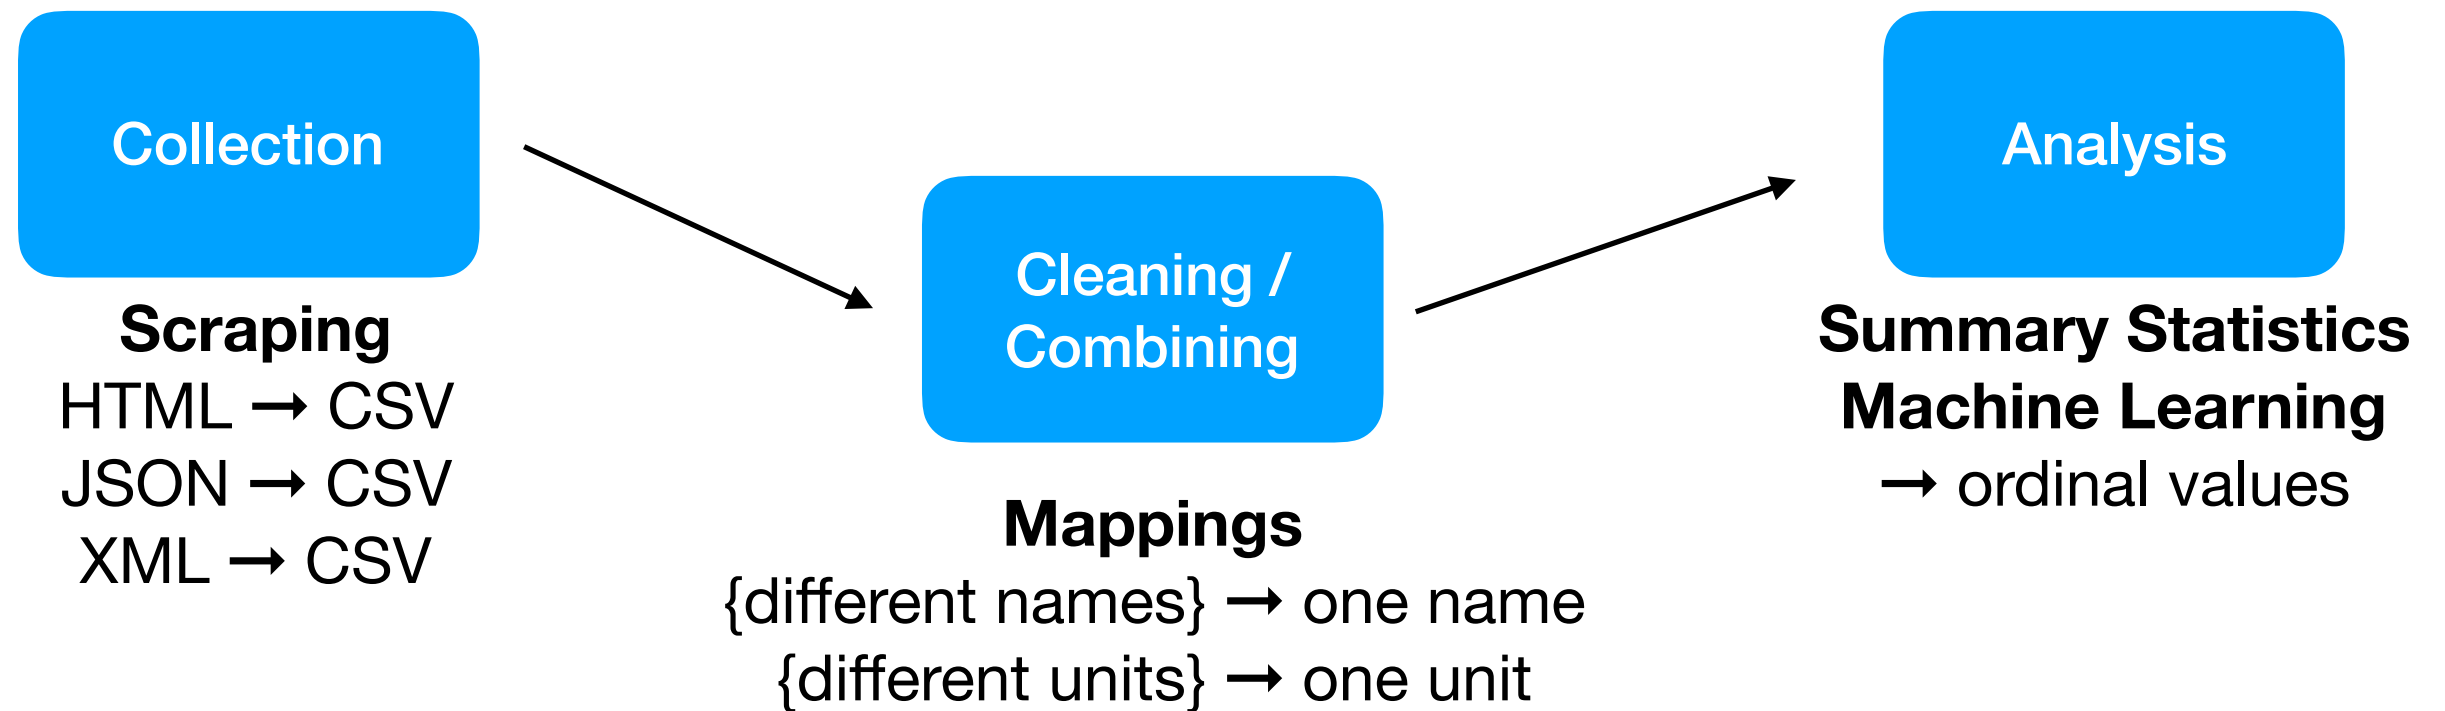 Collection
Scraping
HTML → CSV
JSON → CSV
XML → CSV
Cleaning /
Combining
Mappings
{different names} → one name
{different units} → one unit
Analysis
Summary Statistics
Machine Learning
→ ordinal values